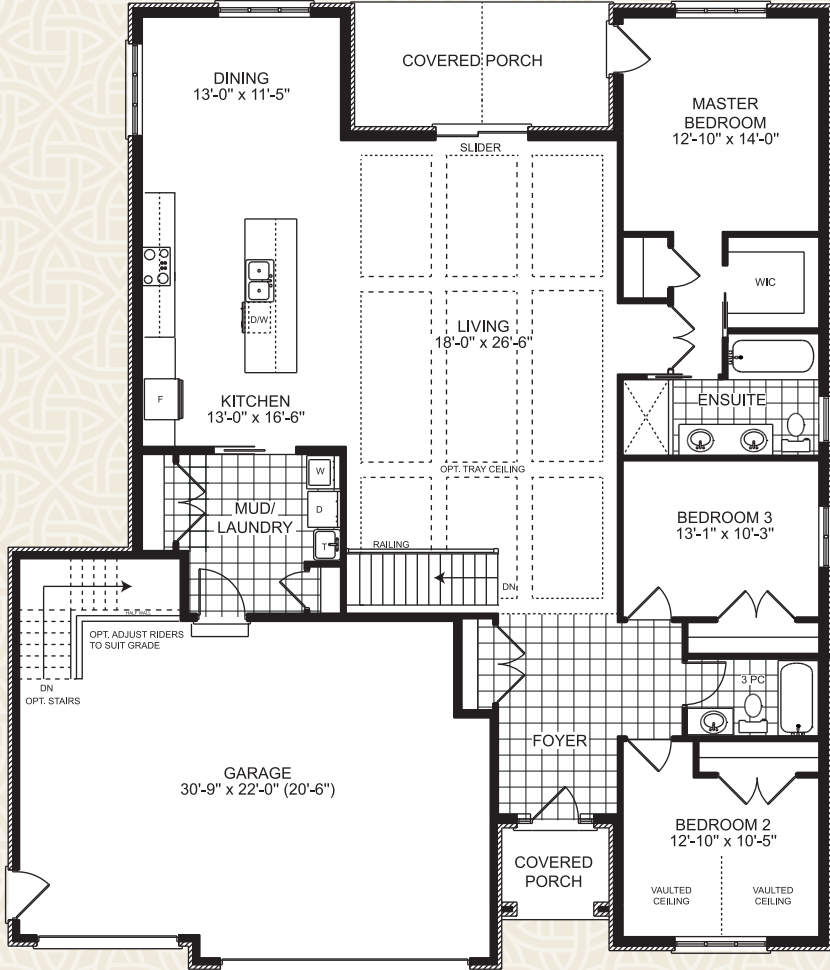 DINING
13'-0" x 11'-5"
COVERED PORCH
MASTER
BEDROOM
12'-10" x 14'-0"
SLIDER
WIC
D/W
LIVING
18'-0" x 26'-6"
F
KITCHEN
13'-0" x 16'-6"
ENSUITE
OPT. TRAY CEILING
W
D
T
MUD/
LAUNDRY
BEDROOM 3
13'-1" x 10'-3"
RAILING
DN
HALF WALL
OPT. ADJUST RIDERS
TO SUIT GRADE
DN
OPT. STAIRS
3 PC
FOYER
GARAGE
30'-9" x 22'-0" (20'-6")
BEDROOM 2
12'-10" x 10'-5"
COVERED
PORCH
VAULTED
CEILING
VAULTED
CEILING